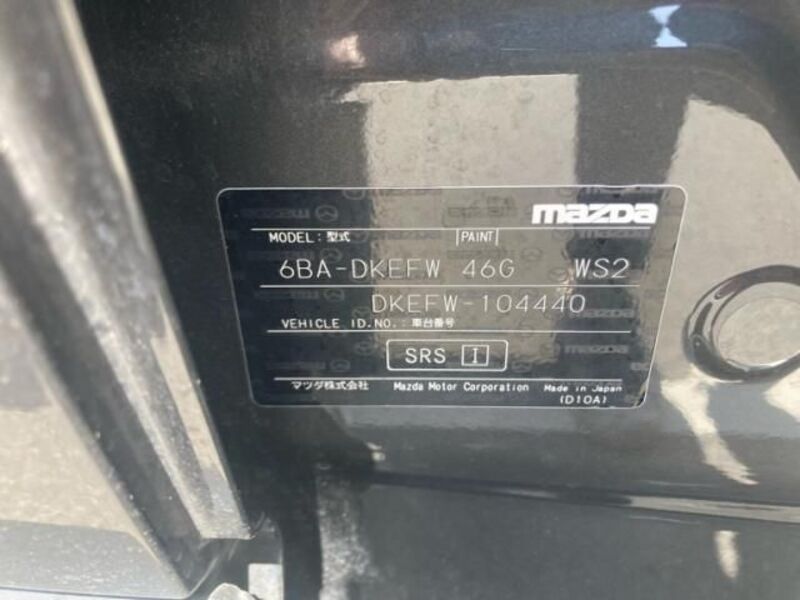 mazda
MODEL : 型式 PAINT
6BA-DKEFW 46G WS2
DKEFW-104440
VEHICLE ID.NO. : 車台番号
SRS I
マツダ株式会社 Mazda Motor Corporation Made in Japan
(D10A)